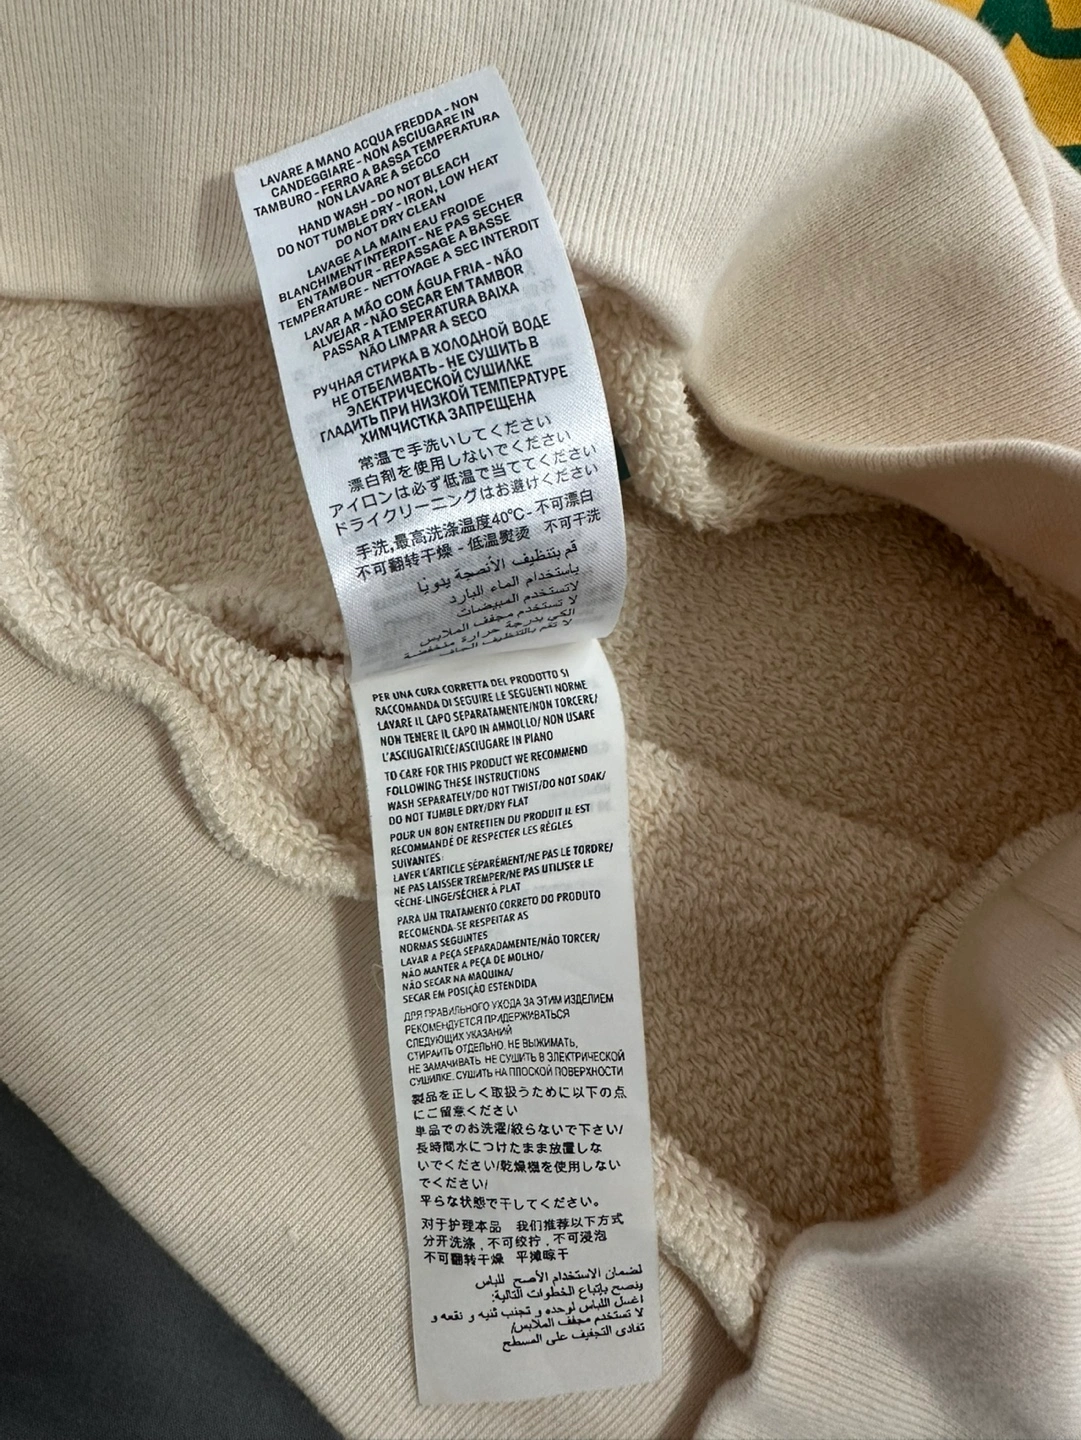 LAVARE A MANO ACQUA FREDDA - NON
CANDEGGIARE - NON ASCIUGARE IN
TAMBURO - FERRO A BASSA TEMPERATURA
NON LAVARE A SECCO
HAND WASH - DO NOT BLEACH
DO NOT TUMBLE DRY - IRON, LOW HEAT
DO NOT DRY CLEAN
LAVAGE A LA MAIN EAU FROIDE
BLANCHIMENT INTERDIT - NE PAS SECHER
EN TAMBOUR - REPASSAGE A BASSE
TEMPERATURE - NETTOYAGE A SEC INTERDIT
LAVAR A MÃO COM ÁGUA FRIA - NÃO
ALVEJAR - NÃO SECAR EM TAMBOR
PASSAR A TEMPERATURA BAIXA
NÃO LIMPAR A SECO
РУЧНАЯ СТИРКА В ХОЛОДНОЙ ВОДЕ
НЕ ОТБЕЛИВАТЬ - НЕ СУШИТЬ В
ЭЛЕКТРИЧЕСКОЙ СУШИЛКЕ
ГЛАДИТЬ ПРИ НИЗКОЙ ТЕМПЕРАТУРЕ
ХИМЧИСТКА ЗАПРЕЩЕНА
常温で手洗いしてください
漂白剤を使用しないでください
アイロンは必ず低温で当ててください
ドライクリーニングはお避けください
手洗,最高洗涤温度40°C - 不可漂白
不可翻转干燥 - 低温熨烫 不可干洗
قم بتنظيف الأنصجة يدويا
باستخدام الماء البارد
لاتستخدم المبيضات
لا تستخدم مجفف الملابس
الكي بدرجة حرارة منخفضة
لا تقم بالتنظيف الجاف
PER UNA CURA CORRETTA DEL PRODOTTO SI
RACCOMANDA DI SEGUIRE LE SEGUENTI NORME
LAVARE IL CAPO SEPARATAMENTE/NON TORCERE/
NON TENERE IL CAPO IN AMMOLLO/ NON USARE
L'ASCIUGATRICE/ASCIUGARE IN PIANO
TO CARE FOR THIS PRODUCT WE RECOMMEND
FOLLOWING THESE INSTRUCTIONS
WASH SEPARATELY/DO NOT TWIST/DO NOT SOAK/
DO NOT TUMBLE DRY/DRY FLAT
POUR UN BON ENTRETIEN DU PRODUIT IL EST
RECOMMANDÉ DE RESPECTER LES RÈGLES
SUIVANTES:
LAVER L'ARTICLE SÉPARÉMENT/NE PAS LE TORDRE/
NE PAS LAISSER TREMPER/NE PAS UTILISER LE
SÈCHE-LINGE/SÉCHER À PLAT
PARA UM TRATAMENTO CORRETO DO PRODUTO
RECOMENDA-SE RESPEITAR AS
NORMAS SEGUINTES
LAVAR A PEÇA SEPARADAMENTE/NÃO TORCER/
NÃO MANTER A PEÇA DE MOLHO/
NÃO SECAR NA MAQUINA/
SECAR EM POSIÇÃO ESTENDIDA
ДЛЯ ПРАВИЛЬНОГО УХОДА ЗА ЭТИМ ИЗДЕЛИЕМ
РЕКОМЕНДУЕТСЯ ПРИДЕРЖИВАТЬСЯ
СЛЕДУЮЩИХ УКАЗАНИЙ
СТИРАИТЬ ОТДЕЛЬНО, НЕ ВЫЖИМАТЬ,
НЕ ЗАМАЧИВАТЬ. НЕ СУШИТЬ В ЭЛЕКТРИЧЕСКОЙ
СУШИЛКЕ. СУШИТЬ НА ПЛОСКОЙ ПОВЕРХНОСТИ
製品を正しく取扱うために以下の点
にご留意ください
単品でのお洗濯/絞らないで下さい/
長時間水につけたまま放置しな
いでください/乾燥機を使用しない
でください/
平らな状態で干してください。
对于护理本品 我们推荐以下方式
分开洗涤 , 不可绞拧 , 不可浸泡
不可翻转干燥 平摊晾干
لضمان الاستخدام الأصح للباس
ينصح بإتباع الخطوات التالية:
اغسل اللباس لوحده و تجنب ثنيه و نقعه و
لا تستخدم مجفف الملابس/
تفادى التجفيف على المسطح